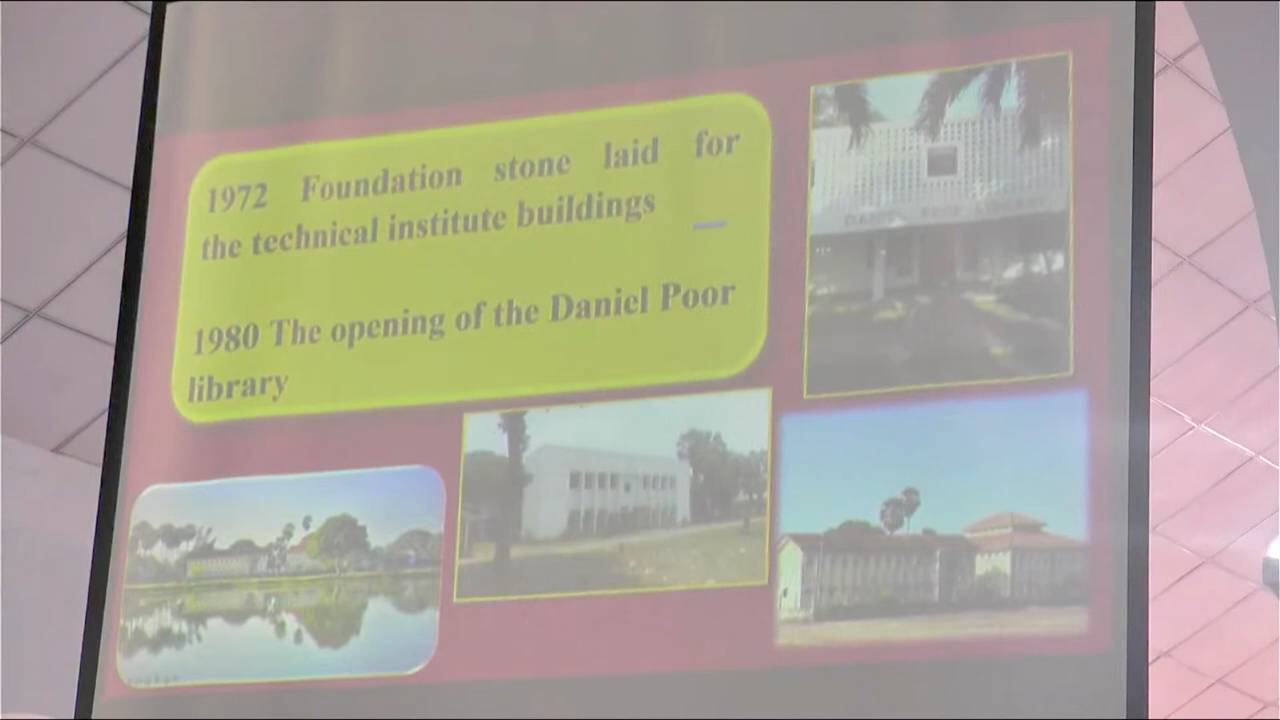 1972 Foundation stone laid for
the technical institute buildings
1980 The opening of the Daniel Poor
library